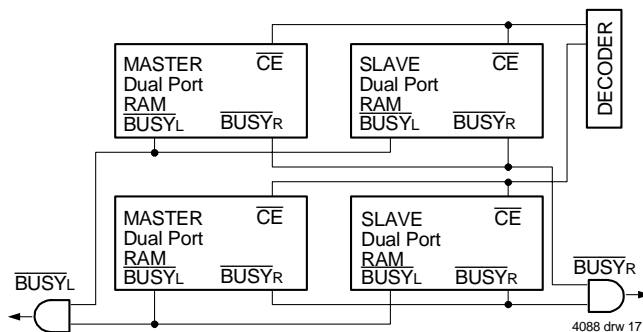 MASTER
Dual Port
RAM
CE
BUSYL
BUSYR
SLAVE
Dual Port
RAM
CE
BUSYL
BUSYR
DECODER
MASTER
Dual Port
RAM
CE
BUSYL
BUSYR
SLAVE
Dual Port
RAM
CE
BUSYL
BUSYR
BUSYL
BUSYR
4088 drw 17